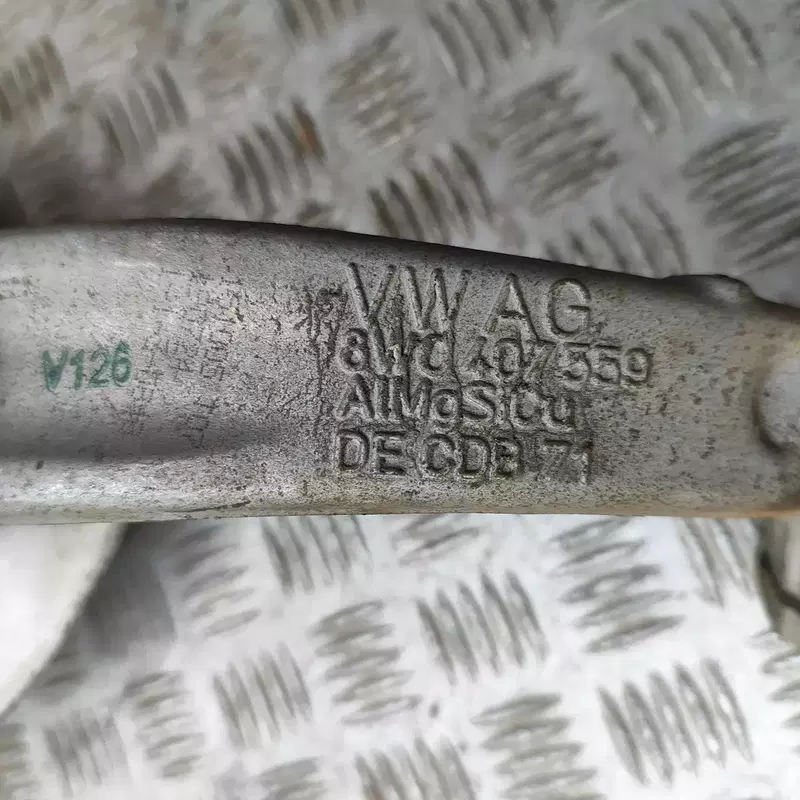 VW AG
8W0 407 559
AlMgSiCu
DE CDB 71
V126